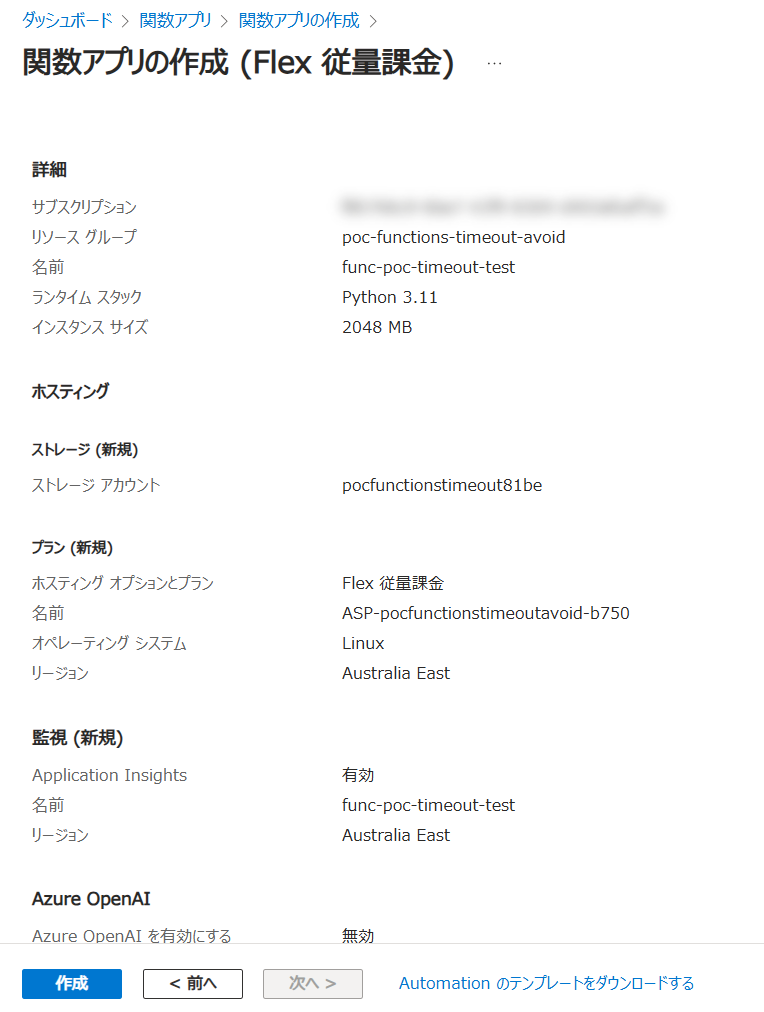 ダッシュボード > 関数アプリ > 関数アプリの作成 >
関数アプリの作成 (Flex 従量課金) ...
詳細
サブスクリプション
リソース グループ poc-functions-timeout-avoid
名前 func-poc-timeout-test
ランタイム スタック Python 3.11
インスタンス サイズ 2048 MB
ホスティング
ストレージ (新規)
ストレージ アカウント pocfunctionstimeout81be
プラン (新規)
ホスティング オプションとプラン Flex 従量課金
名前 ASP-pocfunctionstimeoutavoid-b750
オペレーティング システム Linux
リージョン Australia East
監視 (新規)
Application Insights 有効
名前 func-poc-timeout-test
リージョン Australia East
Azure OpenAI
Azure OpenAI を有効にする 無効
作成 < 前へ 次へ > Automation のテンプレートをダウンロードする